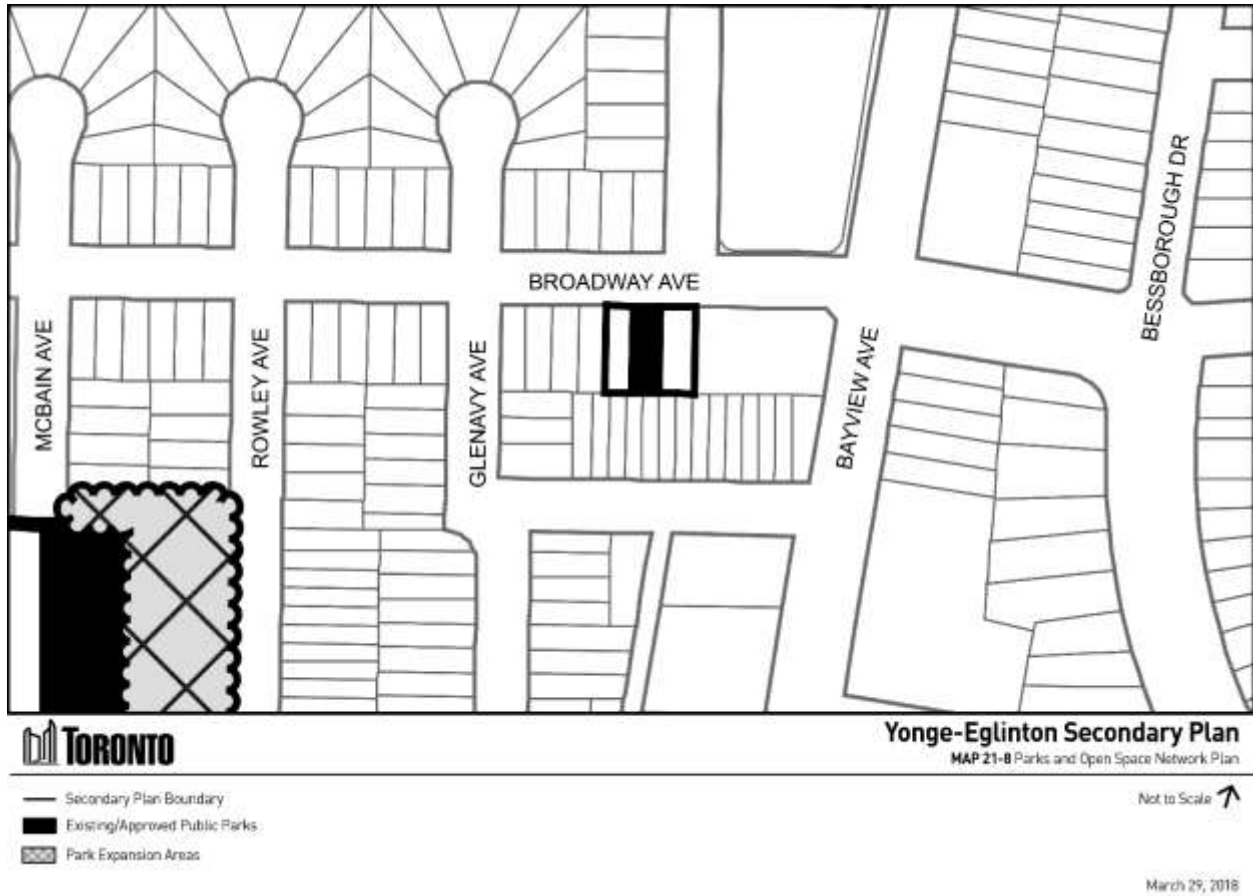 BROADWAY AVE
MCBAIN AVE
ROWLEY AVE
GLENAVY AVE
BAYVIEW AVE
BESSBOROUGH DR
TORONTO
Yonge-Eglinton Secondary Plan
MAP 21-8 Parks and Open Space Network Plan
Secondary Plan Boundary
Not to Scale
Existing/Approved Public Parks
Park Expansion Areas
March 29, 2018